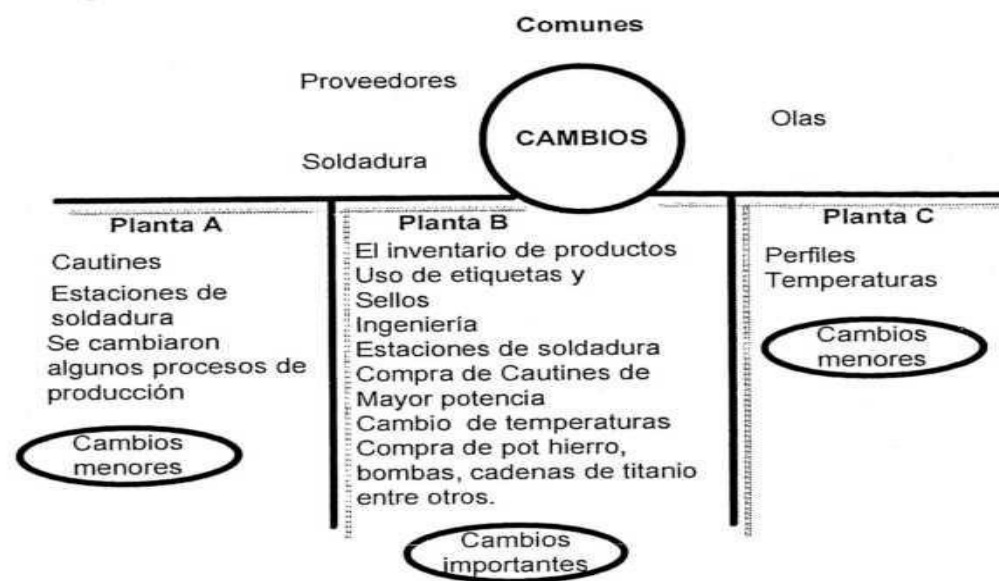 Comunes
Proveedores
CAMBIOS
Olas
Soldadura
Planta A
Cautines
Estaciones de
soldadura
Se cambiaron
algunos procesos de
producción
Cambios
menores
Planta B
El inventario de productos
Uso de etiquetas y
Sellos
Ingeniería
Estaciones de soldadura
Compra de Cautines de
Mayor potencia
Cambio de temperaturas
Compra de pot hierro,
bombas, cadenas de titanio
entre otros.
Cambios
importantes
Planta C
Perfiles
Temperaturas
Cambios
menores